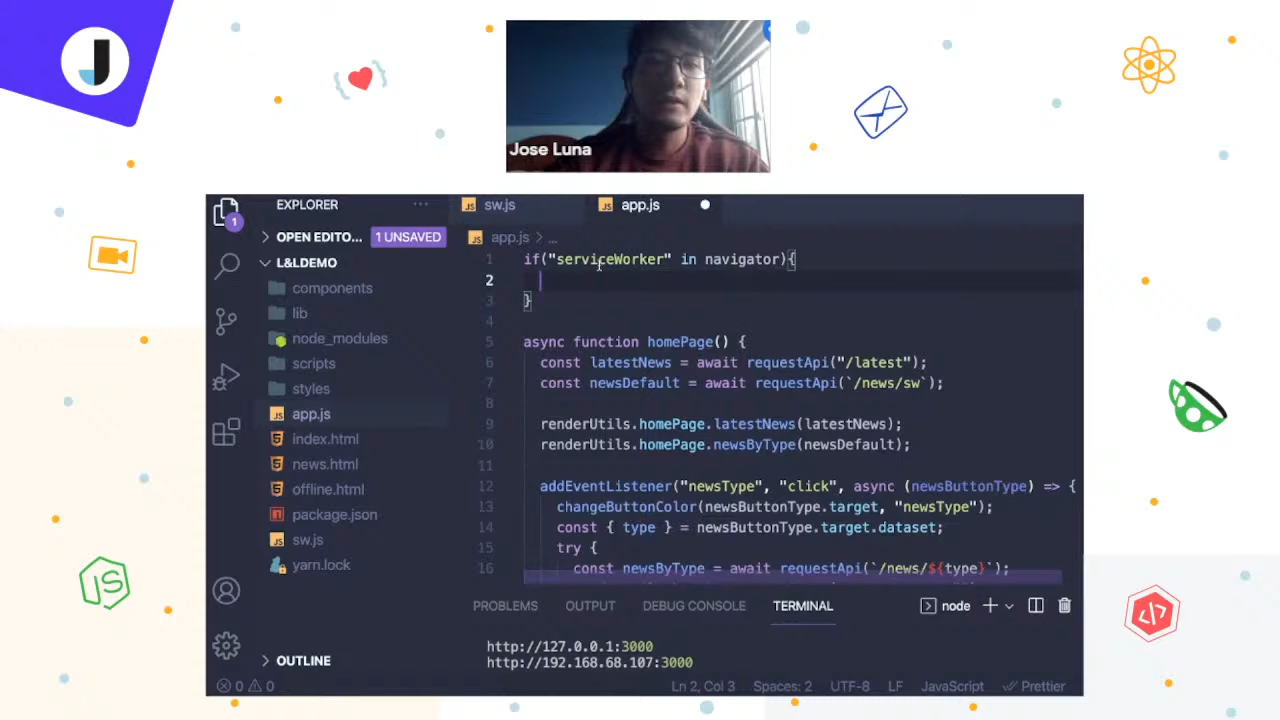 J
Jose Luna
EXPLORER ...
sw.js
app.js
1
OPEN EDITO... 1 UNSAVED
app.js > ...
L&LDEMO
components
lib
node_modules
scripts
styles
app.js
index.html
news.html
offline.html
package.json
sw.js
yarn.lock
OUTLINE
1 if("serviceWorker" in navigator){
2
3 }
4
5 async function homePage() {
6 const latestNews = await requestApi("/latest");
7 const newsDefault = await requestApi(`/news/sw`);
8
9 renderUtils.homePage.latestNews(latestNews);
10 renderUtils.homePage.newsByType(newsDefault);
11
12 addEventListener("newsType", "click", async (newsButtonType) => {
13 changeButtonColor(newsButtonType.target, "newsType");
14 const { type } = newsButtonType.target.dataset;
15 try {
16 const newsByType = await requestApi(`/news/${type}`);
PROBLEMS OUTPUT DEBUG CONSOLE TERMINAL node
http://127.0.0.1:3000
http://192.168.68.107:3000
0 0 Ln 2, Col 3 Spaces: 2 UTF-8 LF JavaScript Prettier
JS